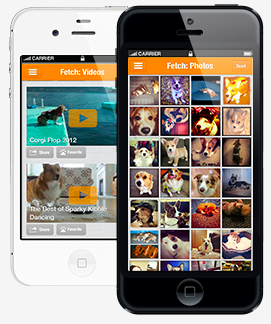 CARRIER
Fetch: Videos
Corgi Flop 2012
Share
Favorite
The Best of Sparky Kibble
Dancing
Share
Favorite
CARRIER
Fetch: Photos